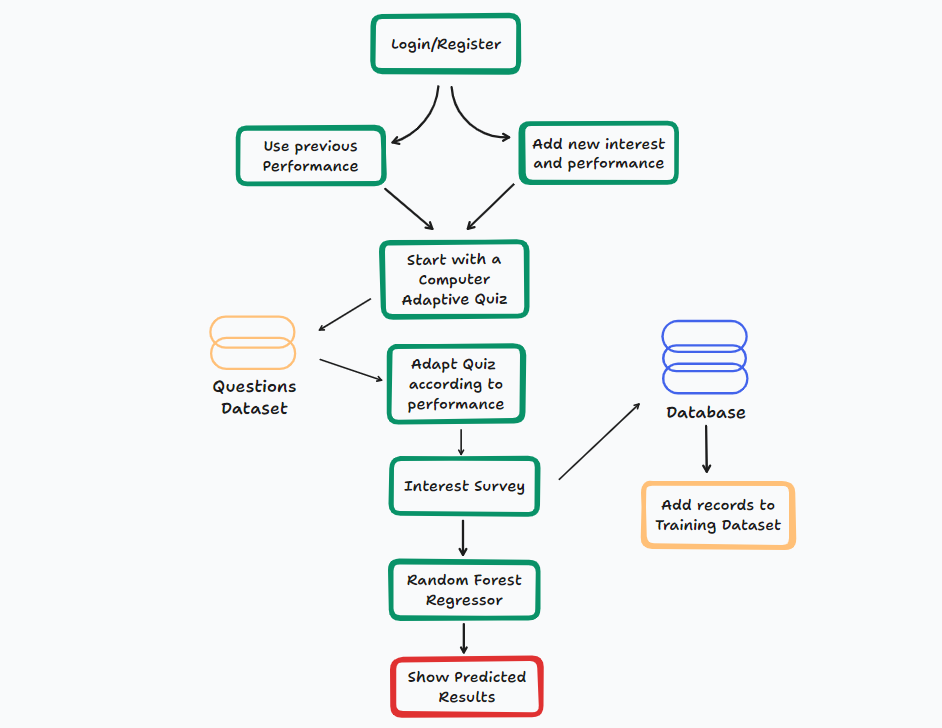 Login/Register
Use previous
Performance
Add new interest
and performance
Start with a
Computer
Adaptive Quiz
Questions
Dataset
Adapt Quiz
according to
performance
Database
Interest Survey
Add records to
Training Dataset
Random Forest
Regressor
Show Predicted
Results